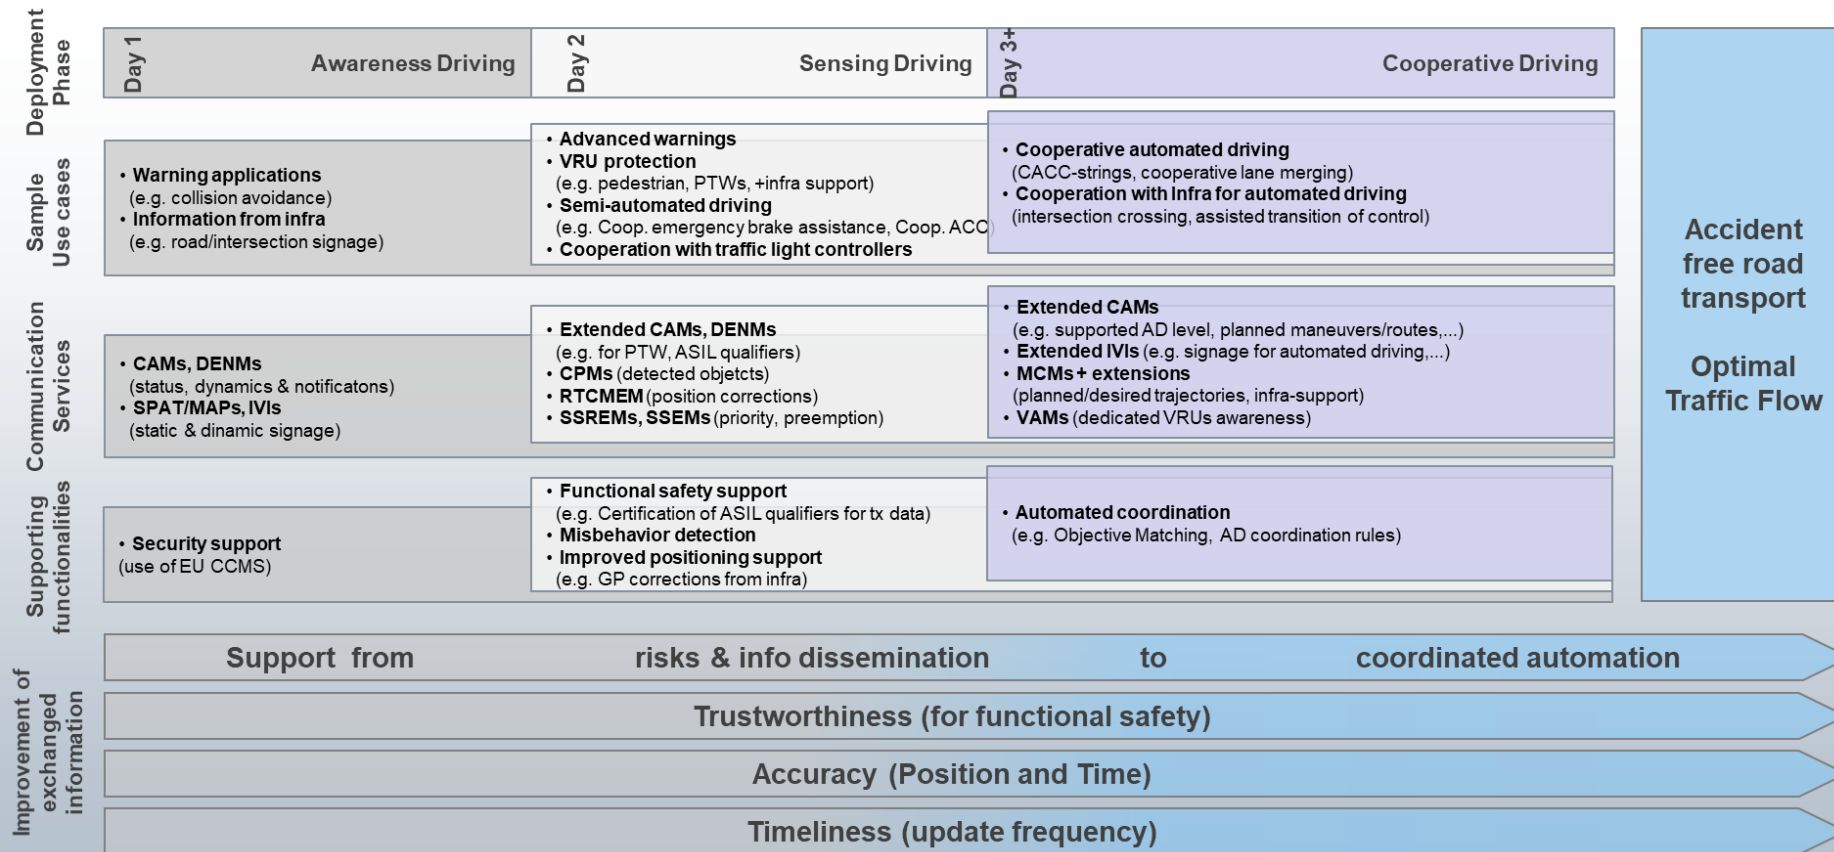 Deployment
Phase
Day 1
Awareness Driving
Day 2
Sensing Driving
Day 3+
Cooperative Driving
Sample
Use cases
• Warning applications
(e.g. collision avoidance)
• Information from infra
(e.g. road/intersection signage)
• Advanced warnings
• VRU protection
(e.g. pedestrian, PTWs, +infra support)
• Semi-automated driving
(e.g. Coop. emergency brake assistance, Coop. ACC)
• Cooperation with traffic light controllers
• Cooperative automated driving
(CACC-strings, cooperative lane merging)
• Cooperation with Infra for automated driving
(intersection crossing, assisted transition of control)
Communication
Services
• CAMs, DENMs
(status, dynamics & notificatons)
• SPAT/MAPs, IVIs
(static & dinamic signage)
• Extended CAMs, DENMs
(e.g. for PTW, ASIL qualifiers)
• CPMs (detected objetcts)
• RTCMEM (position corrections)
• SSREMs, SSEMs (priority, preemption)
• Extended CAMs
(e.g. supported AD level, planned maneuvers/routes,...)
• Extended IVIs (e.g. signage for automated driving,...)
• MCMs + extensions
(planned/desired trajectories, infra-support)
• VAMs (dedicated VRUs awareness)
Supporting
functionalities
• Security support
(use of EU CCMS)
• Functional safety support
(e.g. Certification of ASIL qualifiers for tx data)
• Misbehavior detection
• Improved positioning support
(e.g. GP corrections from infra)
• Automated coordination
(e.g. Objective Matching, AD coordination rules)
Accident
free road
transport
Optimal
Traffic Flow
Improvement of
exchanged
information
Support from risks & info dissemination to coordinated automation
Trustworthiness (for functional safety)
Accuracy (Position and Time)
Timeliness (update frequency)